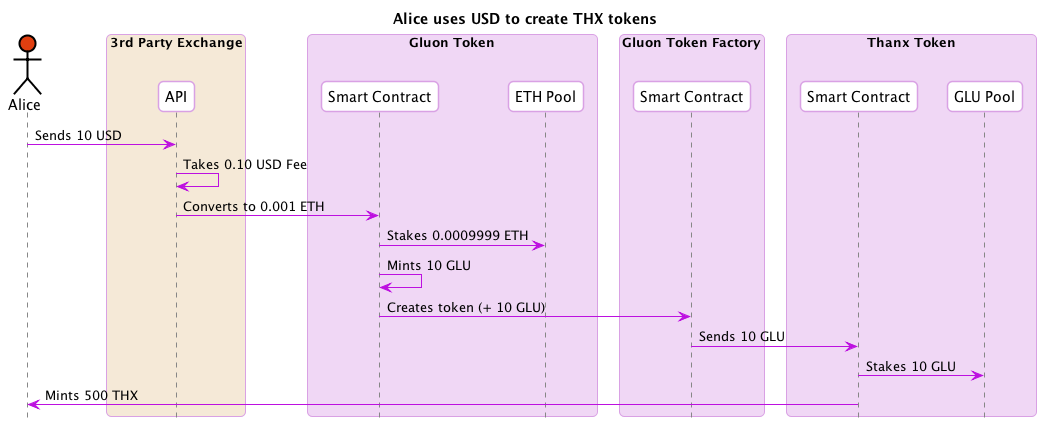 Alice uses USD to create THX tokens
3rd Party Exchange
Gluon Token
Gluon Token Factory
Thanx Token
Alice
API
Smart Contract
ETH Pool
Smart Contract
Smart Contract
GLU Pool
Sends 10 USD
Takes 0.10 USD Fee
Converts to 0.001 ETH
Stakes 0.0009999 ETH
Mints 10 GLU
Creates token (+ 10 GLU)
Sends 10 GLU
Stakes 10 GLU
Mints 500 THX